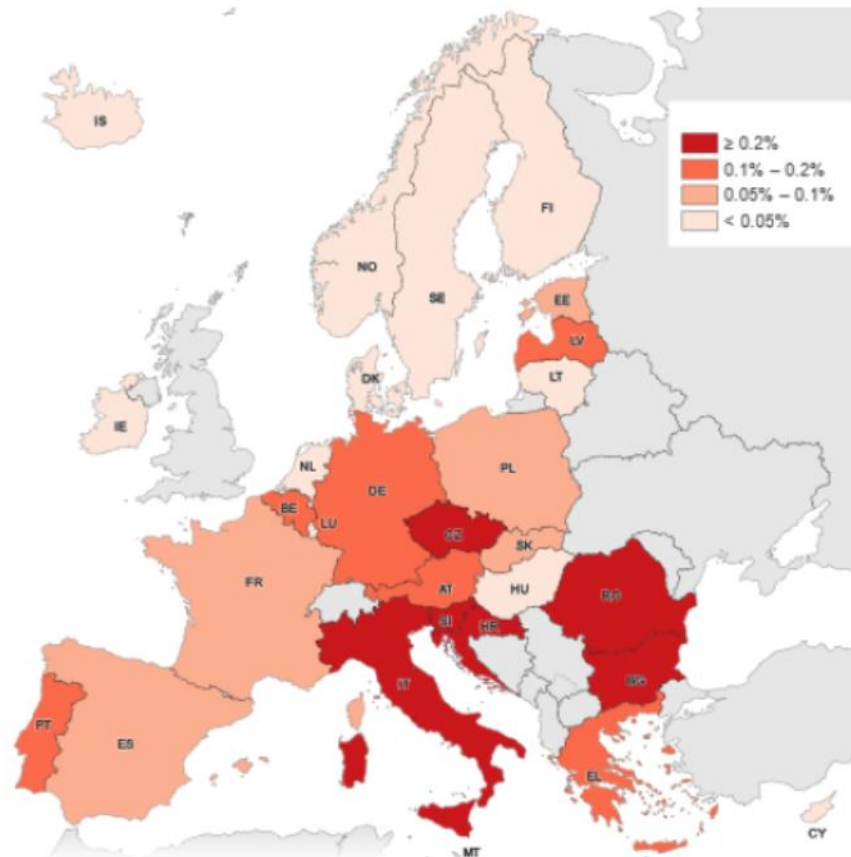 IS
≥ 0.2%
0.1% – 0.2%
0.05% – 0.1%
< 0.05%
FI
NO
SE
EE
LV
DK
LT
IE
NL
DE
PL
BE
LU
CZ
SK
FR
AT
HU
SI
HR
RO
IT
BG
PT
ES
EL
CY
MT